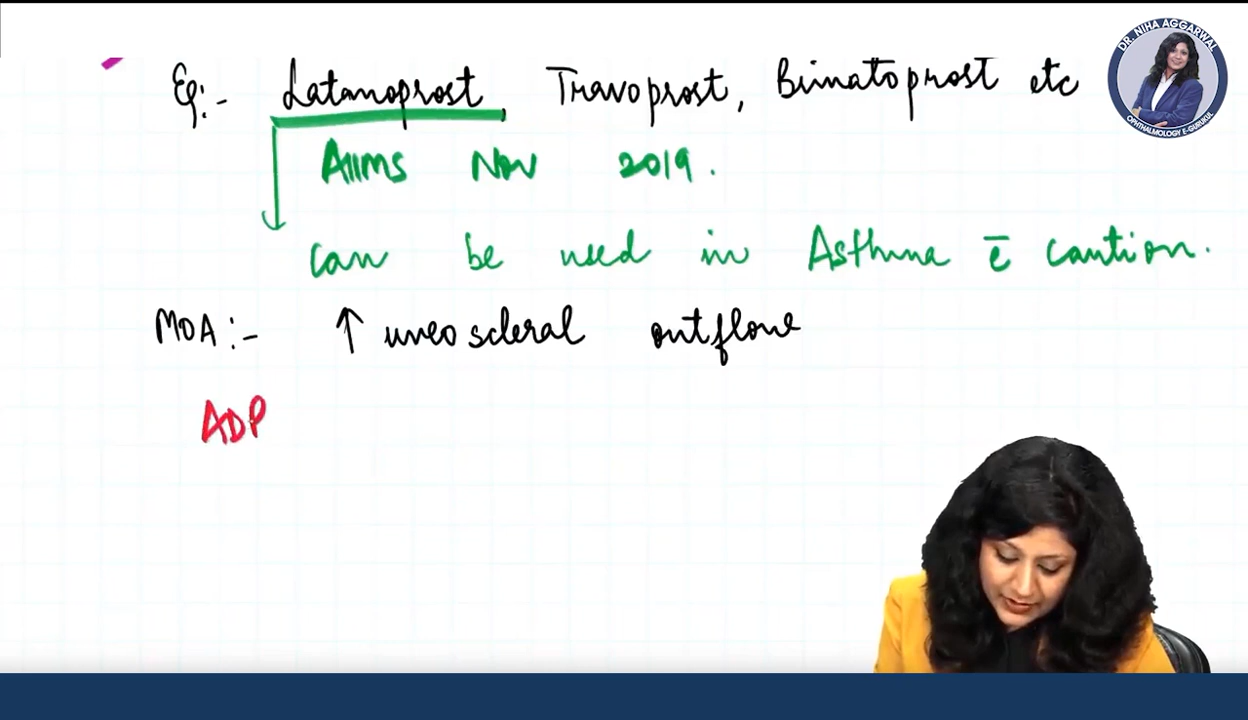 DR. NIHA AGGARWAL
OPHTHALMOLOGY E-GURUKUL
Eg:- Latanoprost, Travoprost, Bimatoprost etc
AIIMS Nov 2019.
can be used in Asthma c̄ caution.
MOA:- ↑ uveoscleral outflow
ADP